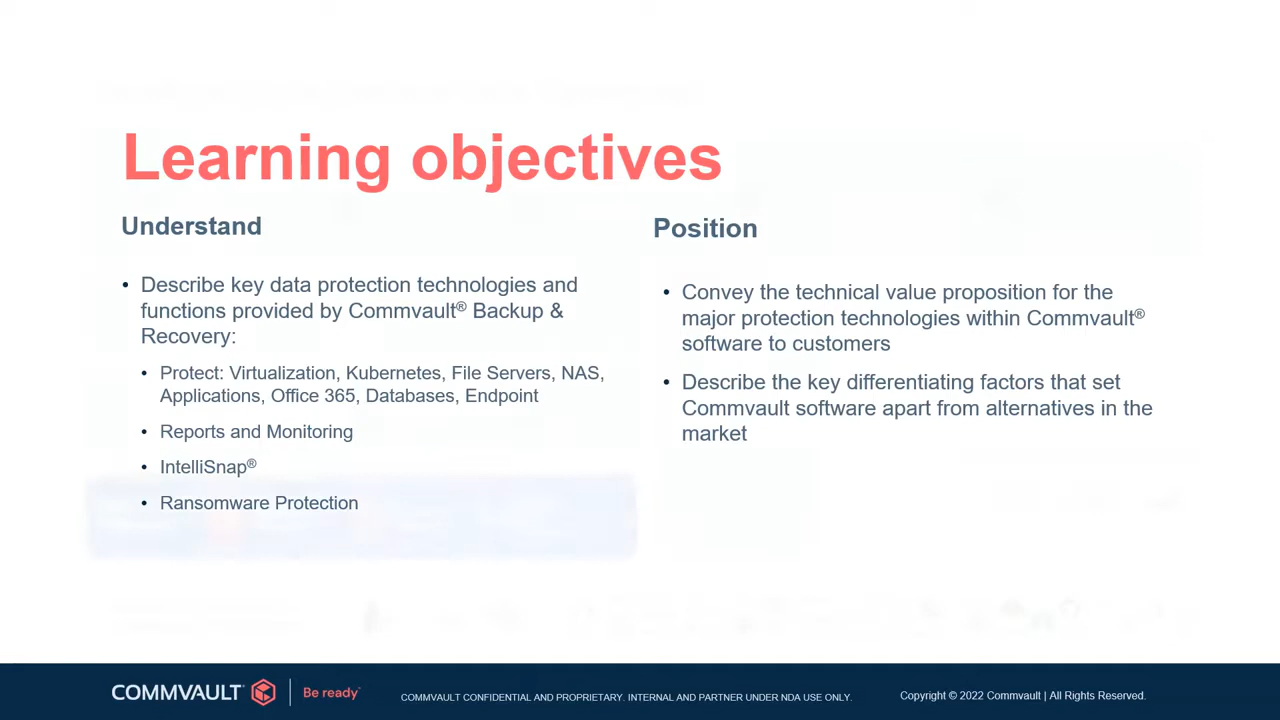 Learning objectives
Understand
• Describe key data protection technologies and
functions provided by Commvault® Backup &
Recovery:
• Protect: Virtualization, Kubernetes, File Servers, NAS,
Applications, Office 365, Databases, Endpoint
• Reports and Monitoring
• IntelliSnap®
• Ransomware Protection
Position
• Convey the technical value proposition for the
major protection technologies within Commvault®
software to customers
• Describe the key differentiating factors that set
Commvault software apart from alternatives in the
market
COMMVAULT Be ready™
COMMVAULT CONFIDENTIAL AND PROPRIETARY. INTERNAL AND PARTNER UNDER NDA USE ONLY.
Copyright © 2022 Commvault | All Rights Reserved.